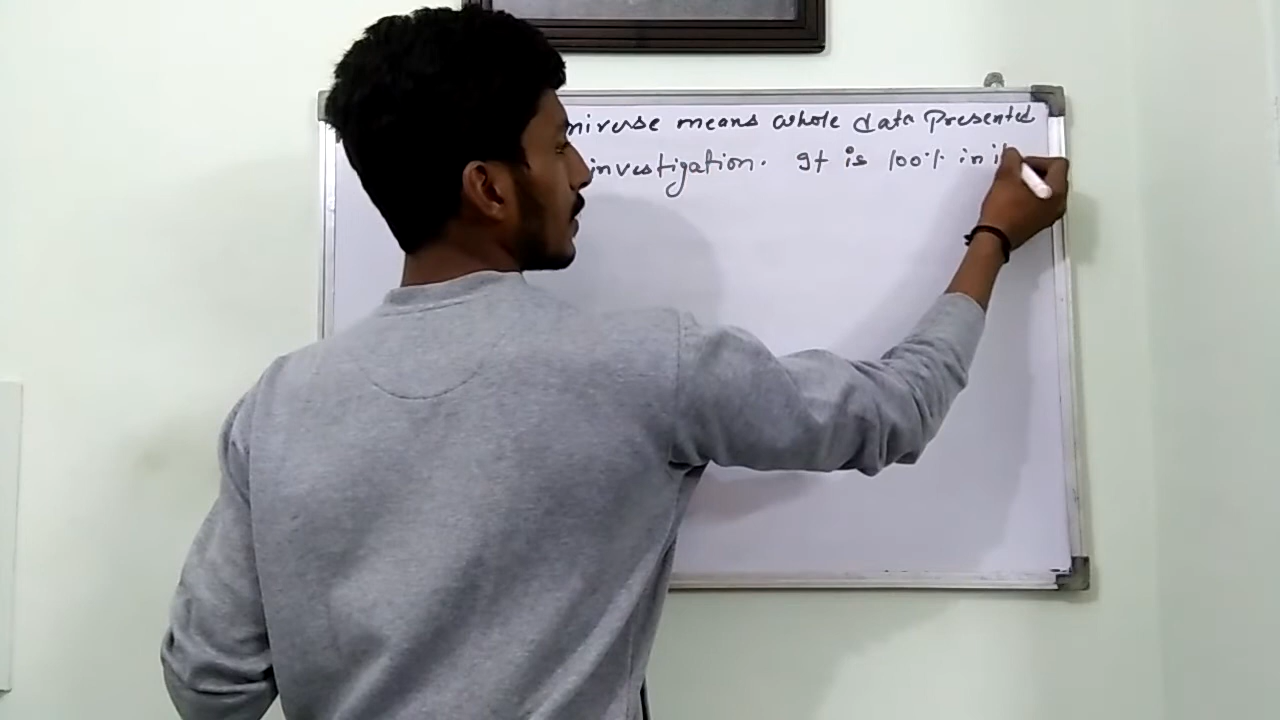 niverse means whole data Presented
investigation. It is 100% in